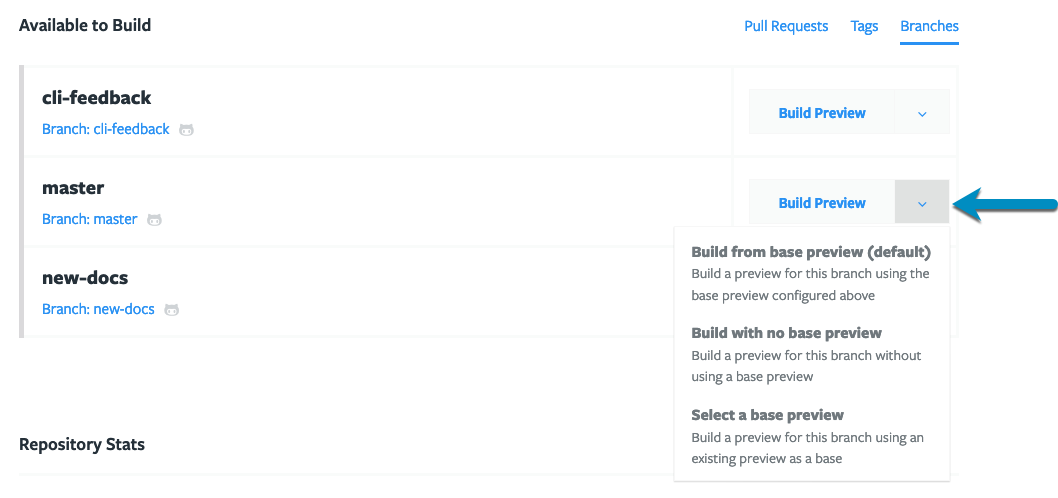 Available to Build
Pull Requests Tags Branches
cli-feedback
Branch: cli-feedback
Build Preview
master
Branch: master
Build Preview
new-docs
Branch: new-docs
Build from base preview (default)
Build a preview for this branch using the
base preview configured above
Build with no base preview
Build a preview for this branch without
using a base preview
Select a base preview
Build a preview for this branch using an
existing preview as a base
Repository Stats